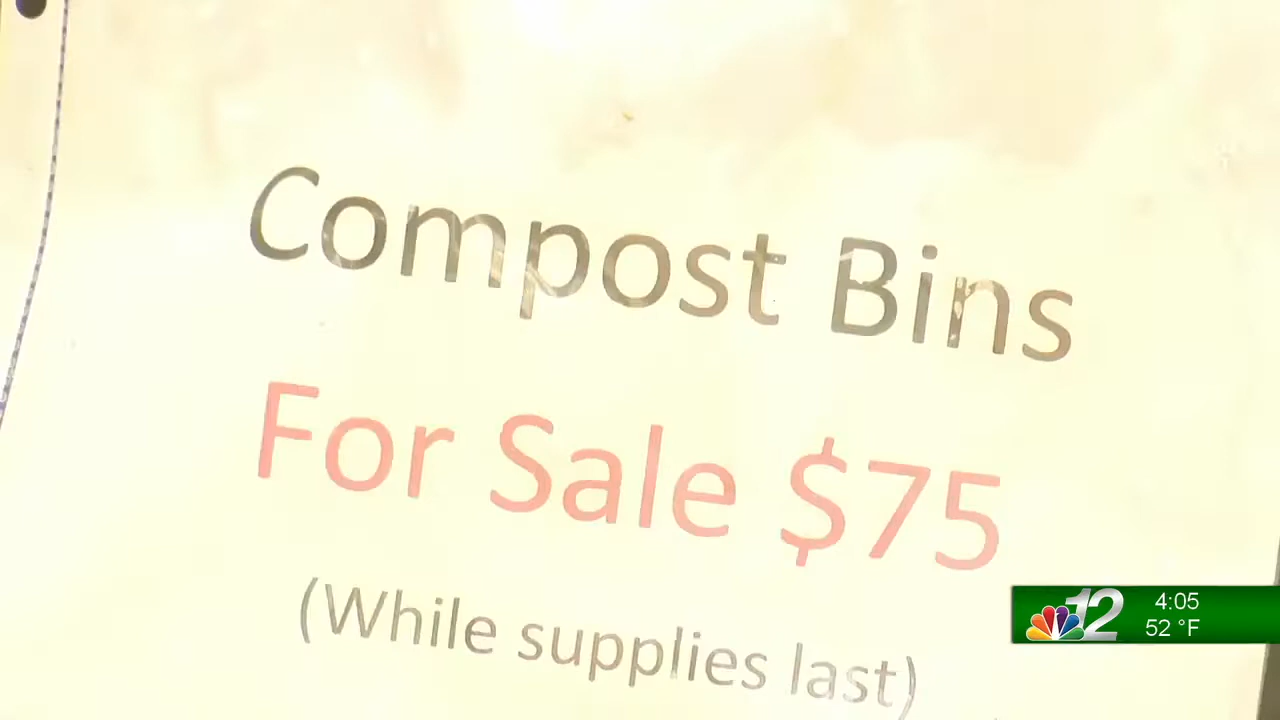 Compost Bins
For Sale $75
(While supplies last)
12
4:05
52 °F